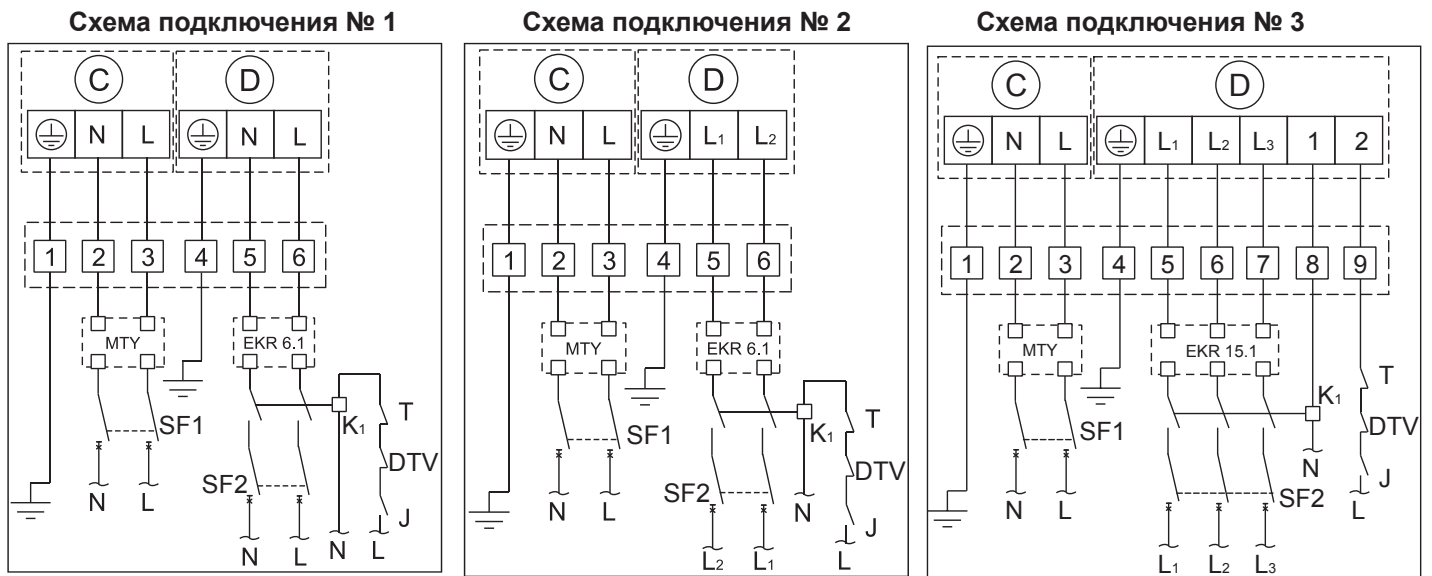 Схема подключения № 1
C D
N L N L
1 2 3 4 5 6
MTY EKR 6.1
T
SF1 K1
DTV
SF2
J
N L N L N L
Схема подключения № 2
C D
N L L1 L2
1 2 3 4 5 6
MTY EKR 6.1
T
SF1 K1
DTV
SF2
N L N J
L2 L1 L
Схема подключения № 3
C D
N L L1 L2 L3 1 2
1 2 3 4 5 6 7 8 9
MTY EKR 15.1
T
K1
SF1 DTV
N J
SF2
N L L
L1 L2 L3